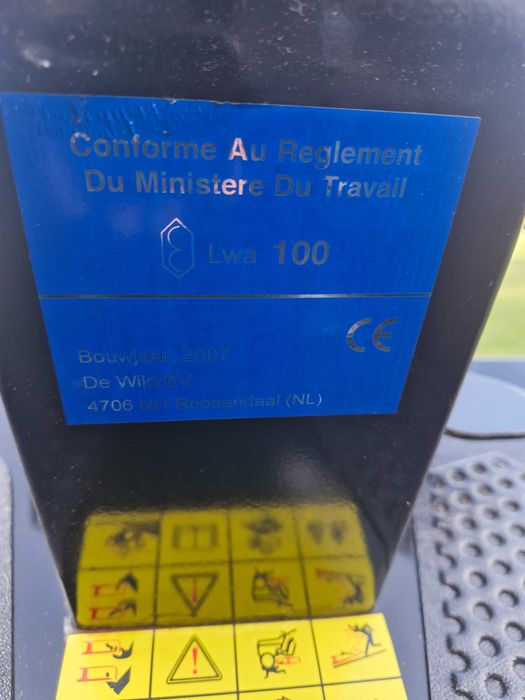 Conforme Au Reglement
Du Ministere Du Travail
Lwa 100
CE
Bouwjaar: 2007
De Wild BV
4706 NH Roosendaal (NL)